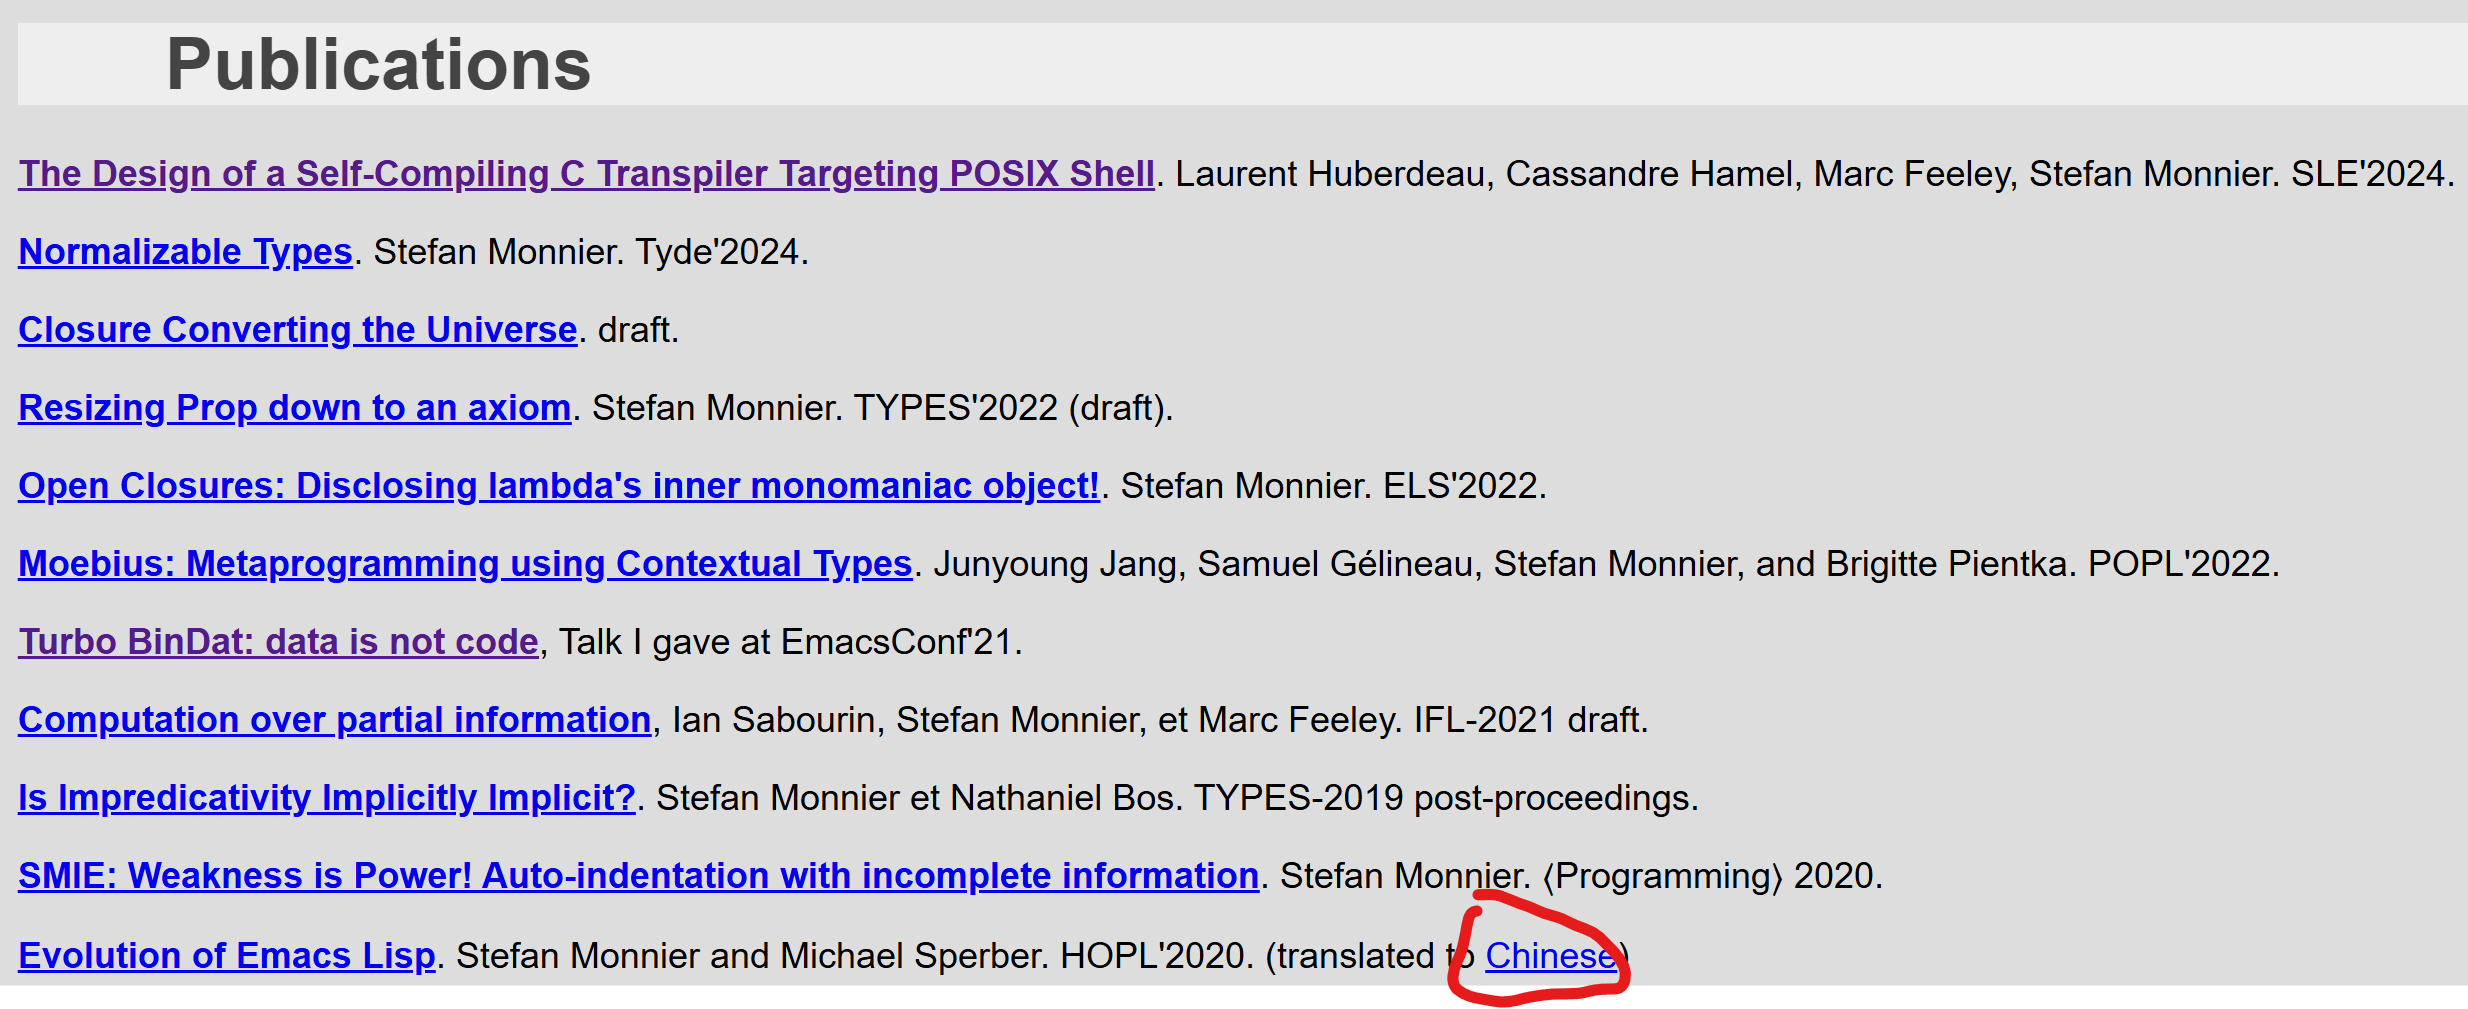 Publications
The Design of a Self-Compiling C Transpiler Targeting POSIX Shell. Laurent Huberdeau, Cassandre Hamel, Marc Feeley, Stefan Monnier. SLE'2024.
Normalizable Types. Stefan Monnier. Tyde'2024.
Closure Converting the Universe. draft.
Resizing Prop down to an axiom. Stefan Monnier. TYPES'2022 (draft).
Open Closures: Disclosing lambda's inner monomaniac object!. Stefan Monnier. ELS'2022.
Moebius: Metaprogramming using Contextual Types. Junyoung Jang, Samuel Gélineau, Stefan Monnier, and Brigitte Pientka. POPL'2022.
Turbo BinDat: data is not code, Talk I gave at EmacsConf'21.
Computation over partial information, Ian Sabourin, Stefan Monnier, et Marc Feeley. IFL-2021 draft.
Is Impredicativity Implicitly Implicit?. Stefan Monnier et Nathaniel Bos. TYPES-2019 post-proceedings.
SMIE: Weakness is Power! Auto-indentation with incomplete information. Stefan Monnier. ⟨Programming⟩ 2020.
Evolution of Emacs Lisp. Stefan Monnier and Michael Sperber. HOPL'2020. (translated to Chinese)